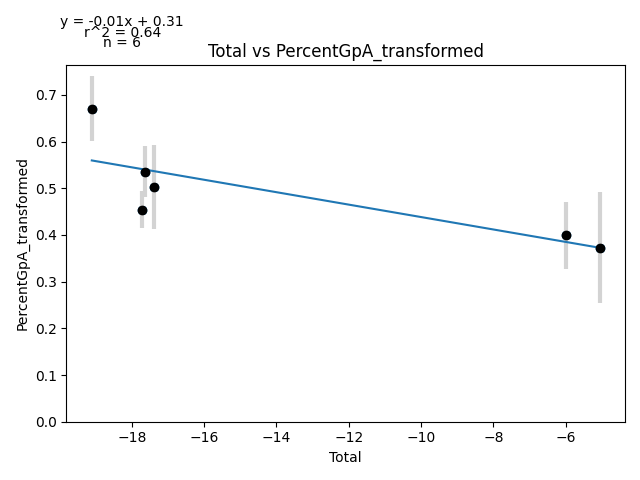 y = -0.01x + 0.31
r^2 = 0.64
n = 6
Total vs PercentGpA_transformed
PercentGpA_transformed
0.7
0.6
0.5
0.4
0.3
0.2
0.1
0.0
−18
−16
−14
−12
−10
−8
−6
Total